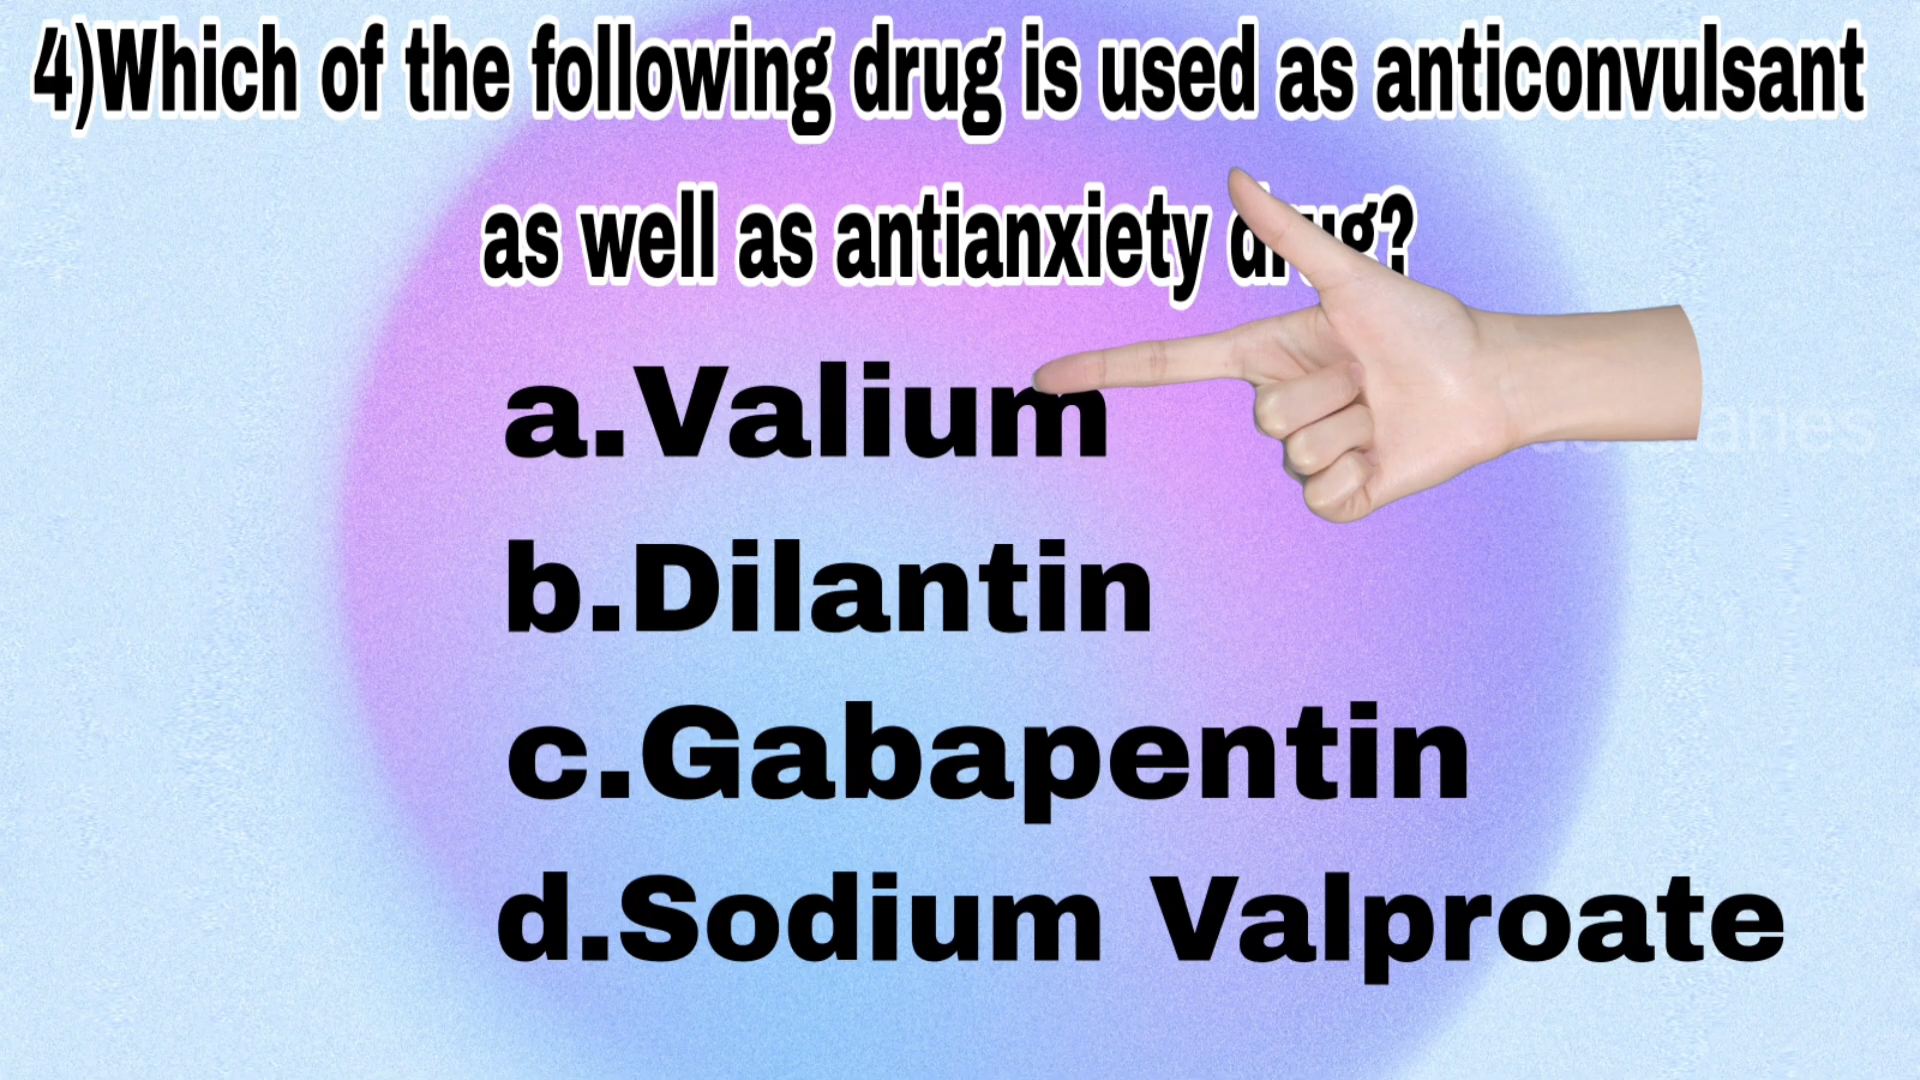 4)Which of the following drug is used as anticonvulsant
as well as antianxiety drug?
a.Valium
b.Dilantin
c.Gabapentin
d.Sodium Valproate